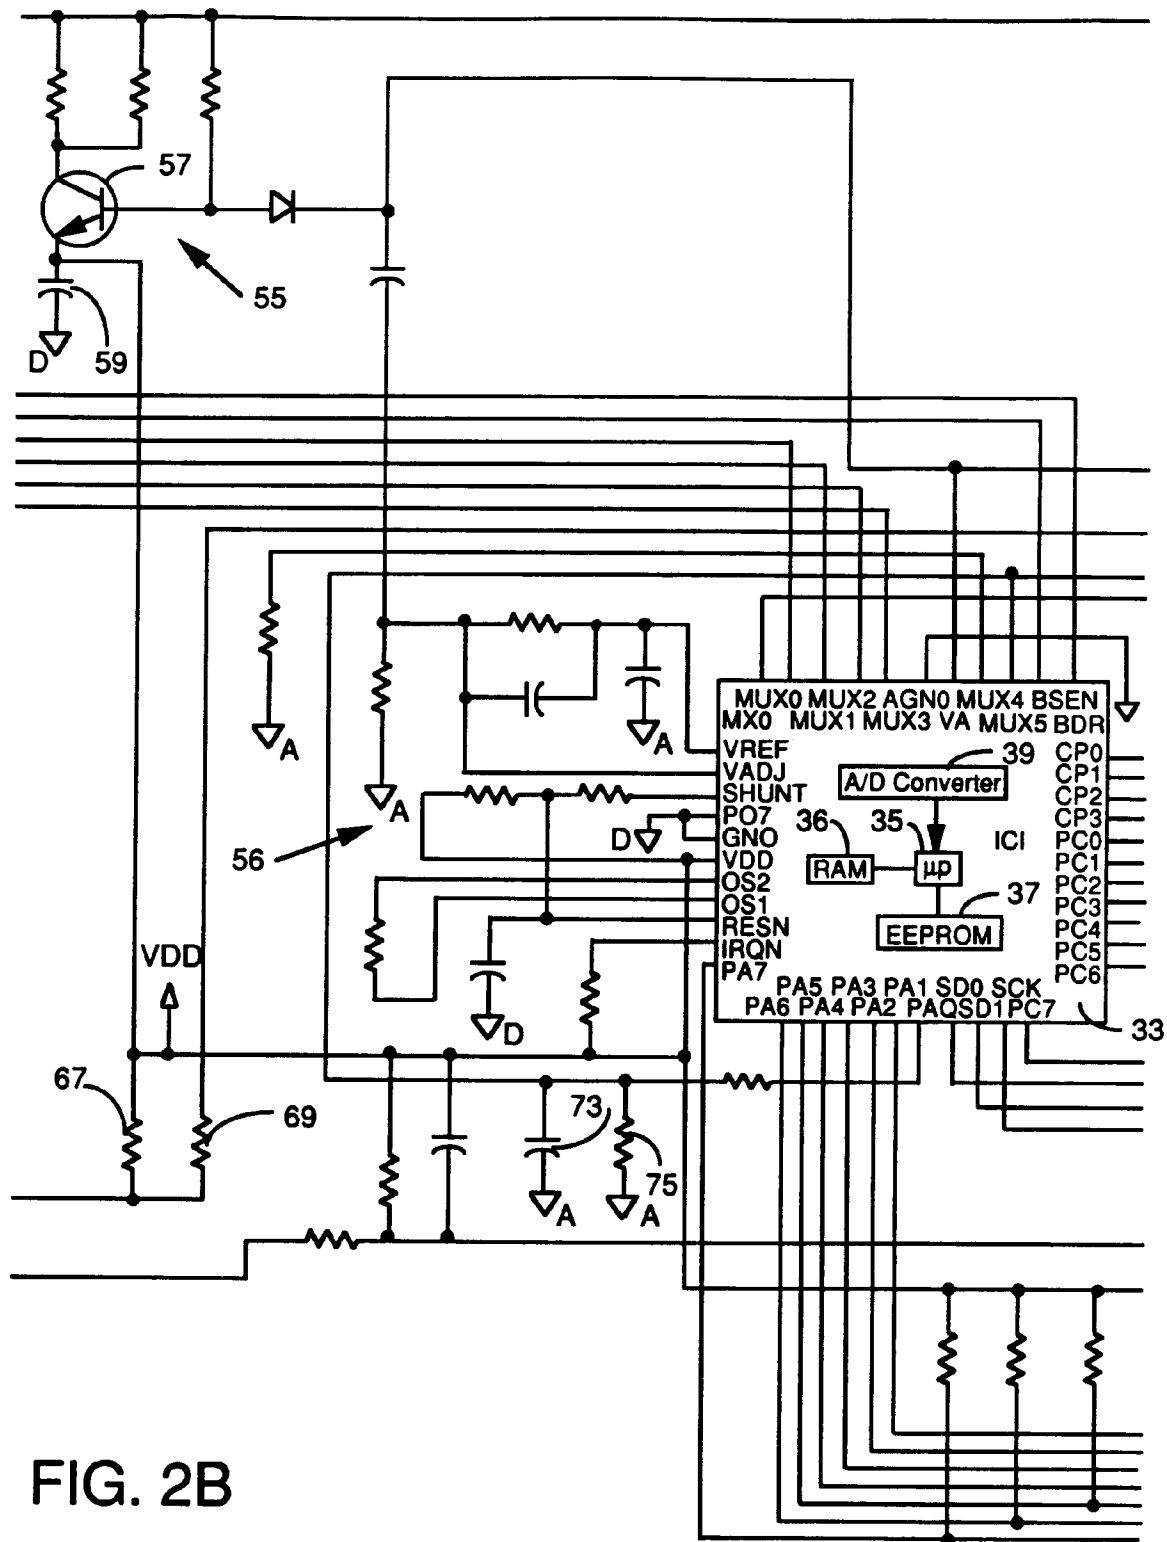 57
55
D
59
MUX0 MUX2 AGN0 MUX4 BSEN
MX0 MUX1 MUX3 VA MUX5 BDR
A
VREF
CP0
39
VADJ
CP1
A/D Converter
A
SHUNT
CP2
PO7
CP3
36
35
56
D
GNO
PC0
ICI
VDD
PC1
RAM
µp
OS2
PC2
37
OS1
PC3
RESN
PC4
EEPROM
IRQN
PC5
VDD
PA7
PC6
PA5 PA3 PA1 SD0 SCK
PA6 PA4 PA2 PAQSD1 PC7
D
33
67
69
73
75
A
A
A
FIG. 2B